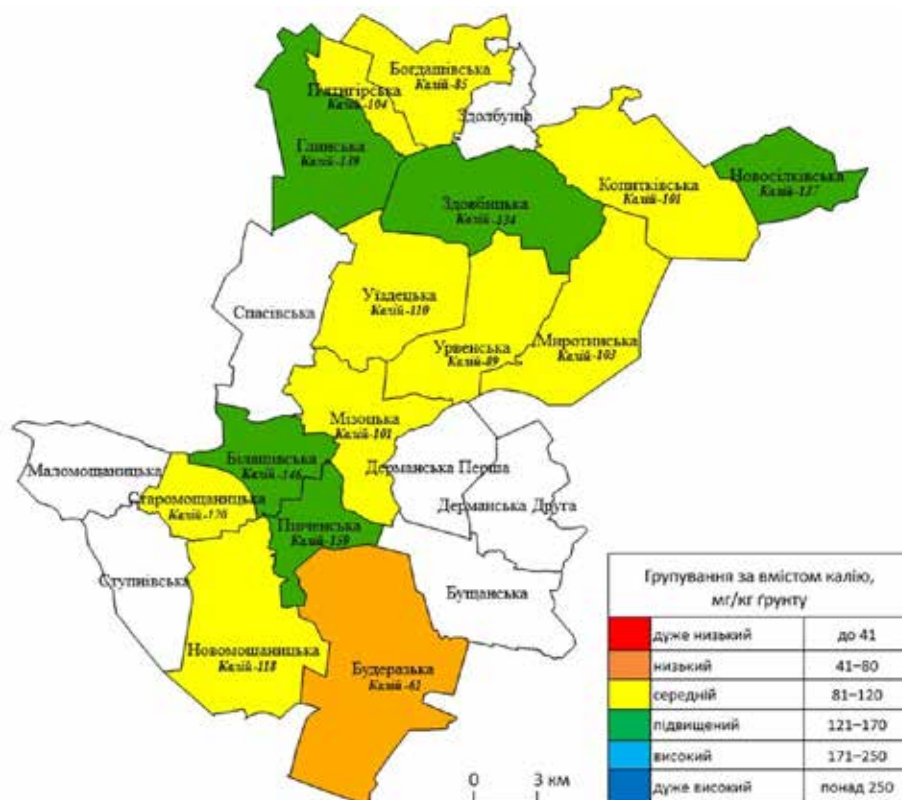 Богдашівська
Калій-85
П'ятигірська
Калій-104
Здолбунів
Глинська
Калій-139
Здовбицька
Калій-134
Копитківська
Калій-101
Новосілківська
Калій-137
Спасівська
Уїздецька
Калій-110
Урвенська
Калій-89
Миротинська
Калій-103
Мізоцька
Калій-101
Білашівська
Калій-146
Дерманська Перша
Дерманська Друга
Маломощаницька
Старомощаницька
Калій-120
Півченська
Калій-159
Ступнівська
Бущанська
Новомощаницька
Калій-118
Будеразька
Калій-61
Групування за вмістом калію,
мг/кг ґрунту
дуже низький до 41
низький 41–80
середній 81–120
підвищений 121–170
високий 171–250
дуже високий понад 250
0 3 км